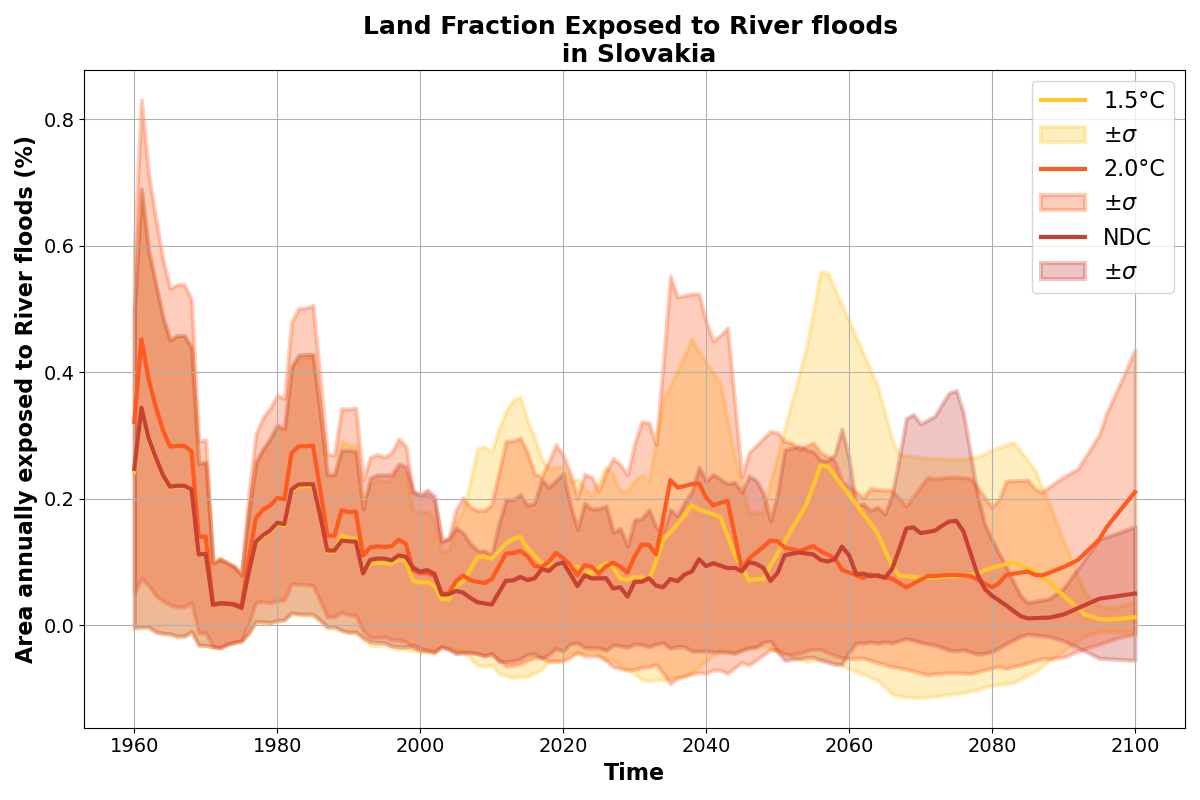 Land Fraction Exposed to River floods
in Slovakia
Area annually exposed to River floods (%)
0.8
0.6
0.4
0.2
0.0
1.5°C
±σ
2.0°C
±σ
NDC
±σ
1960 1980 2000 2020 2040 2060 2080 2100
Time